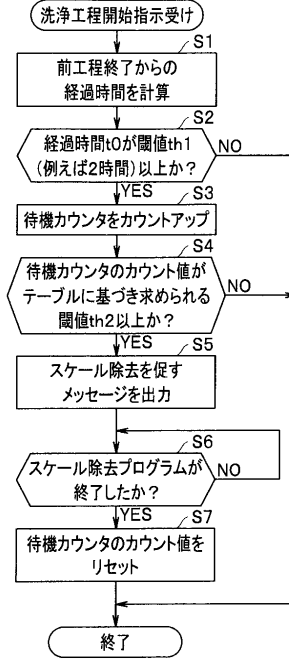 洗浄工程開始指示受け
S1
前工程終了からの
経過時間を計算
S2
経過時間t0が閾値th1
(例えば2時間)以上か?
NO
YES
S3
待機カウンタをカウントアップ
S4
待機カウンタのカウント値が
テーブルに基づき求められる
閾値th2以上か?
NO
YES
S5
スケール除去を促す
メッセージを出力
S6
スケール除去プログラムが
終了したか?
NO
YES
S7
待機カウンタのカウント値を
リセット
終了